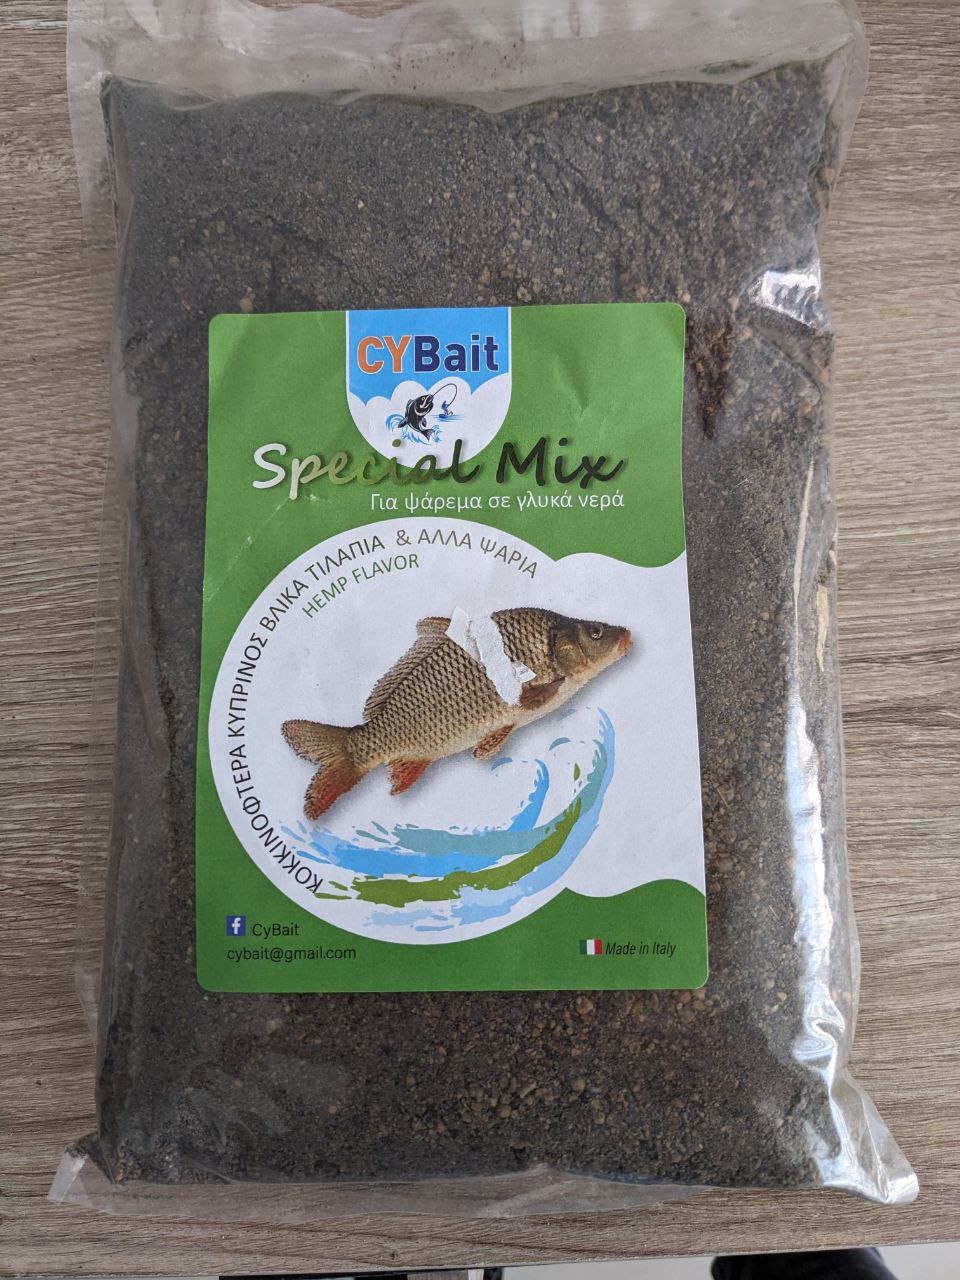 CYBait
Special Mix
Για ψάρεμα σε γλυκά νερά
ΚΟΚΚΙΝΟΦΤΕΡΑ ΚΥΠΡΙΝΟΣ ΒΛΙΚΑ ΤΙΛΑΠΙΑ & ΑΛΛΑ ΨΑΡΙΑ
HEMP FLAVOR
f CyBait
cybait@gmail.com
Made in Italy